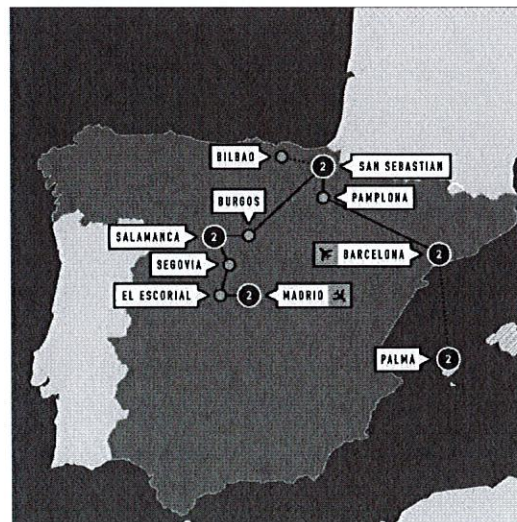 BILBAO
2
SAN SEBASTIAN
BURGOS
PAMPLONA
SALAMANCA
2
BARCELONA
2
SEGOVIA
EL ESCORIAL
2
MADRID
PALMA
2